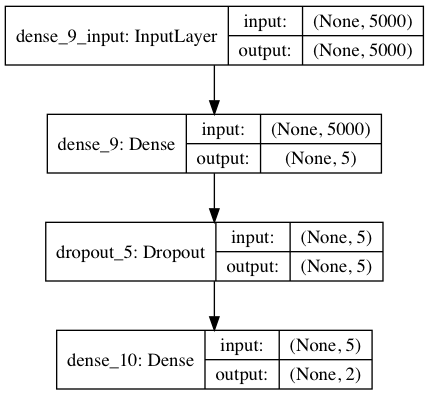 dense_9_input: InputLayer
input: (None, 5000)
output: (None, 5000)
dense_9: Dense
input: (None, 5000)
output: (None, 5)
dropout_5: Dropout
input: (None, 5)
output: (None, 5)
dense_10: Dense
input: (None, 5)
output: (None, 2)